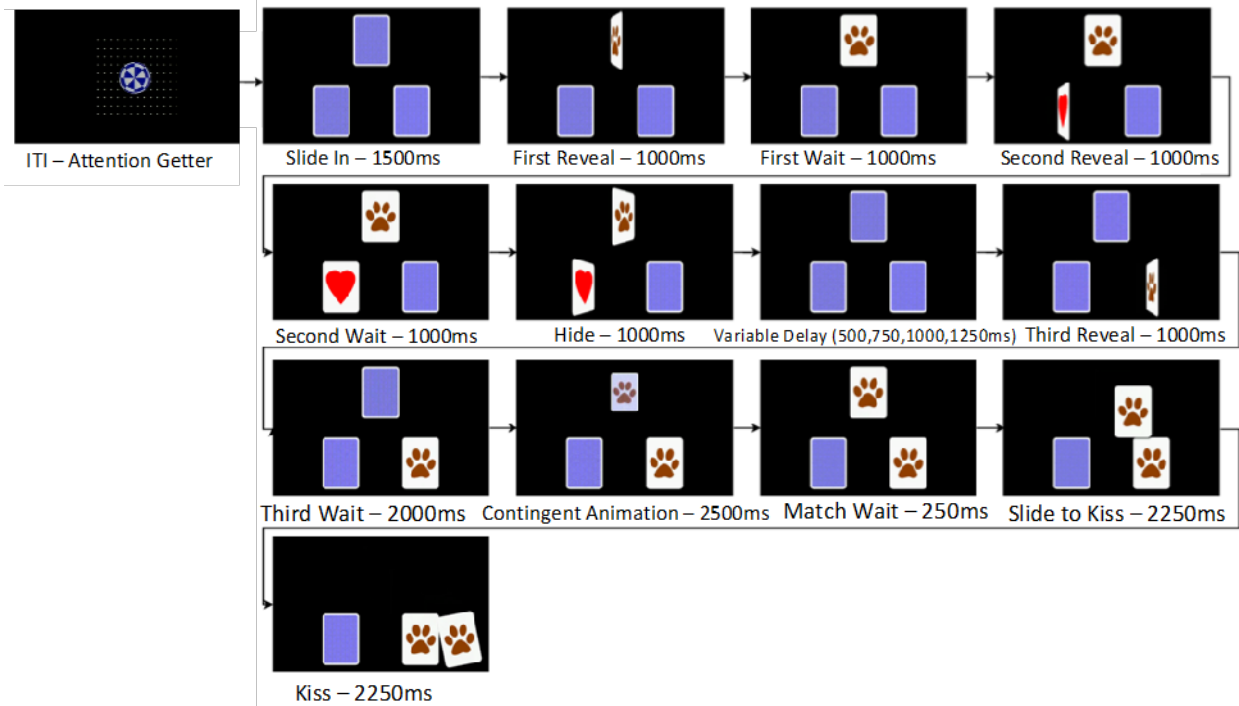 ITI – Attention Getter
Slide In – 1500ms
First Reveal – 1000ms
First Wait – 1000ms
Second Reveal – 1000ms
Second Wait – 1000ms
Hide – 1000ms
Variable Delay (500,750,1000,1250ms)
Third Reveal – 1000ms
Third Wait – 2000ms
Contingent Animation – 2500ms
Match Wait – 250ms
Slide to Kiss – 2250ms
Kiss – 2250ms